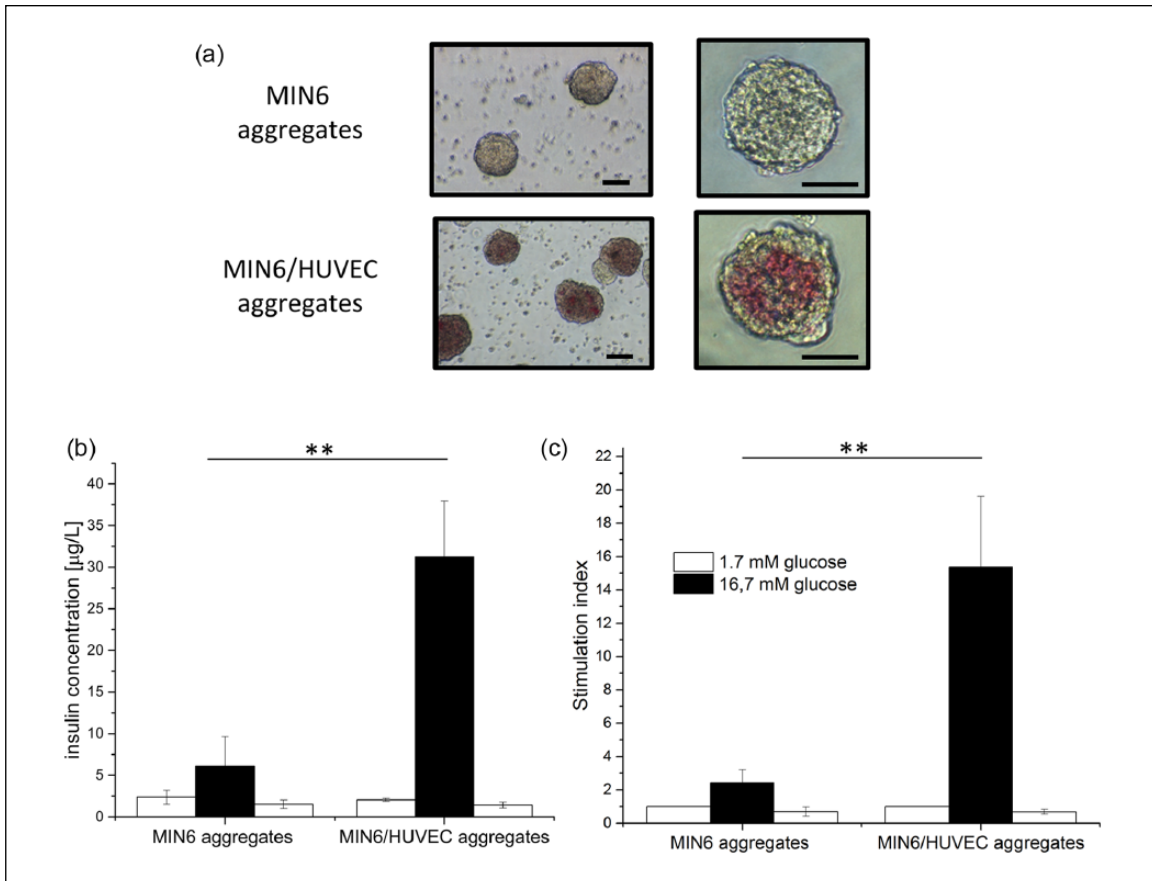 (a)
MIN6
aggregates
MIN6/HUVEC
aggregates
(b)
**
insulin concentration [µg/L]
40
35
30
25
20
15
10
5
0
MIN6 aggregates
MIN6/HUVEC aggregates
(c)
**
Stimulation index
22
20
18
16
14
12
10
8
6
4
2
0
1.7 mM glucose
16,7 mM glucose
MIN6 aggregates
MIN6/HUVEC aggregates